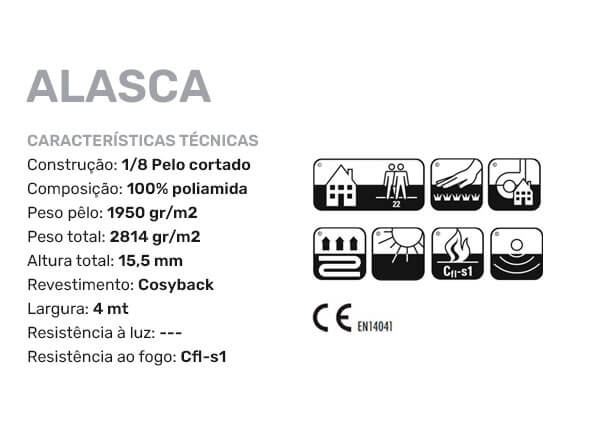 ALASCA
CARACTERÍSTICAS TÉCNICAS
Construção: 1/8 Pelo cortado
Composição: 100% poliamida
Peso pêlo: 1950 gr/m2
Peso total: 2814 gr/m2
Altura total: 15,5 mm
Revestimento: Cosyback
Largura: 4 mt
Resistência à luz: ---
Resistência ao fogo: Cfl-s1
22
Cfl-s1
CE EN14041